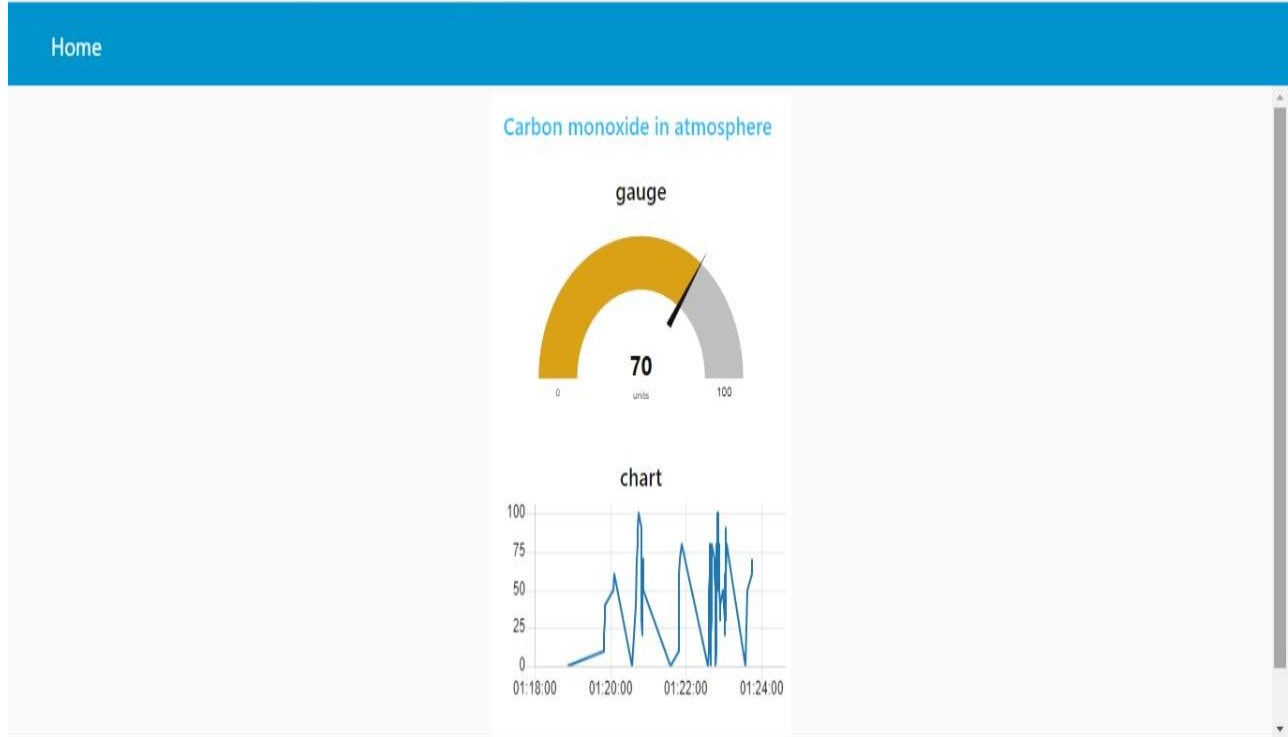 Home
Carbon monoxide in atmosphere
gauge
70
0 units 100
chart
100
75
50
25
0
01:18:00 01:20:00 01:22:00 01:24:00